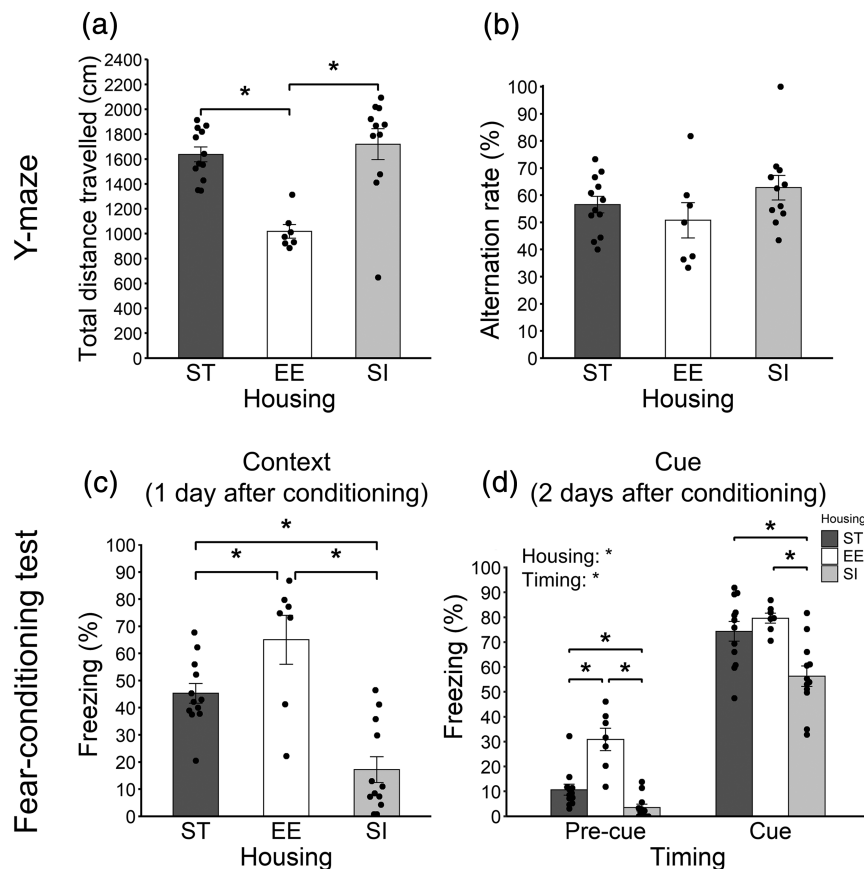 (a)
(b)
Y-maze
Total distance travelled (cm)
2400
2200
2000
1800
1600
1400
1200
1000
800
600
400
200
0
*
*
ST EE SI
Housing
Alternation rate (%)
100
90
80
70
60
50
40
30
20
10
0
ST EE SI
Housing
Fear-conditioning test
(c)
Context
(1 day after conditioning)
Freezing (%)
100
90
80
70
60
50
40
30
20
10
0
*
*
*
ST EE SI
Housing
(d)
Cue
(2 days after conditioning)
Housing
ST
EE
SI
Housing: *
Timing: *
Freezing (%)
100
90
80
70
60
50
40
30
20
10
0
*
*
*
*
*
Pre-cue Cue
Timing